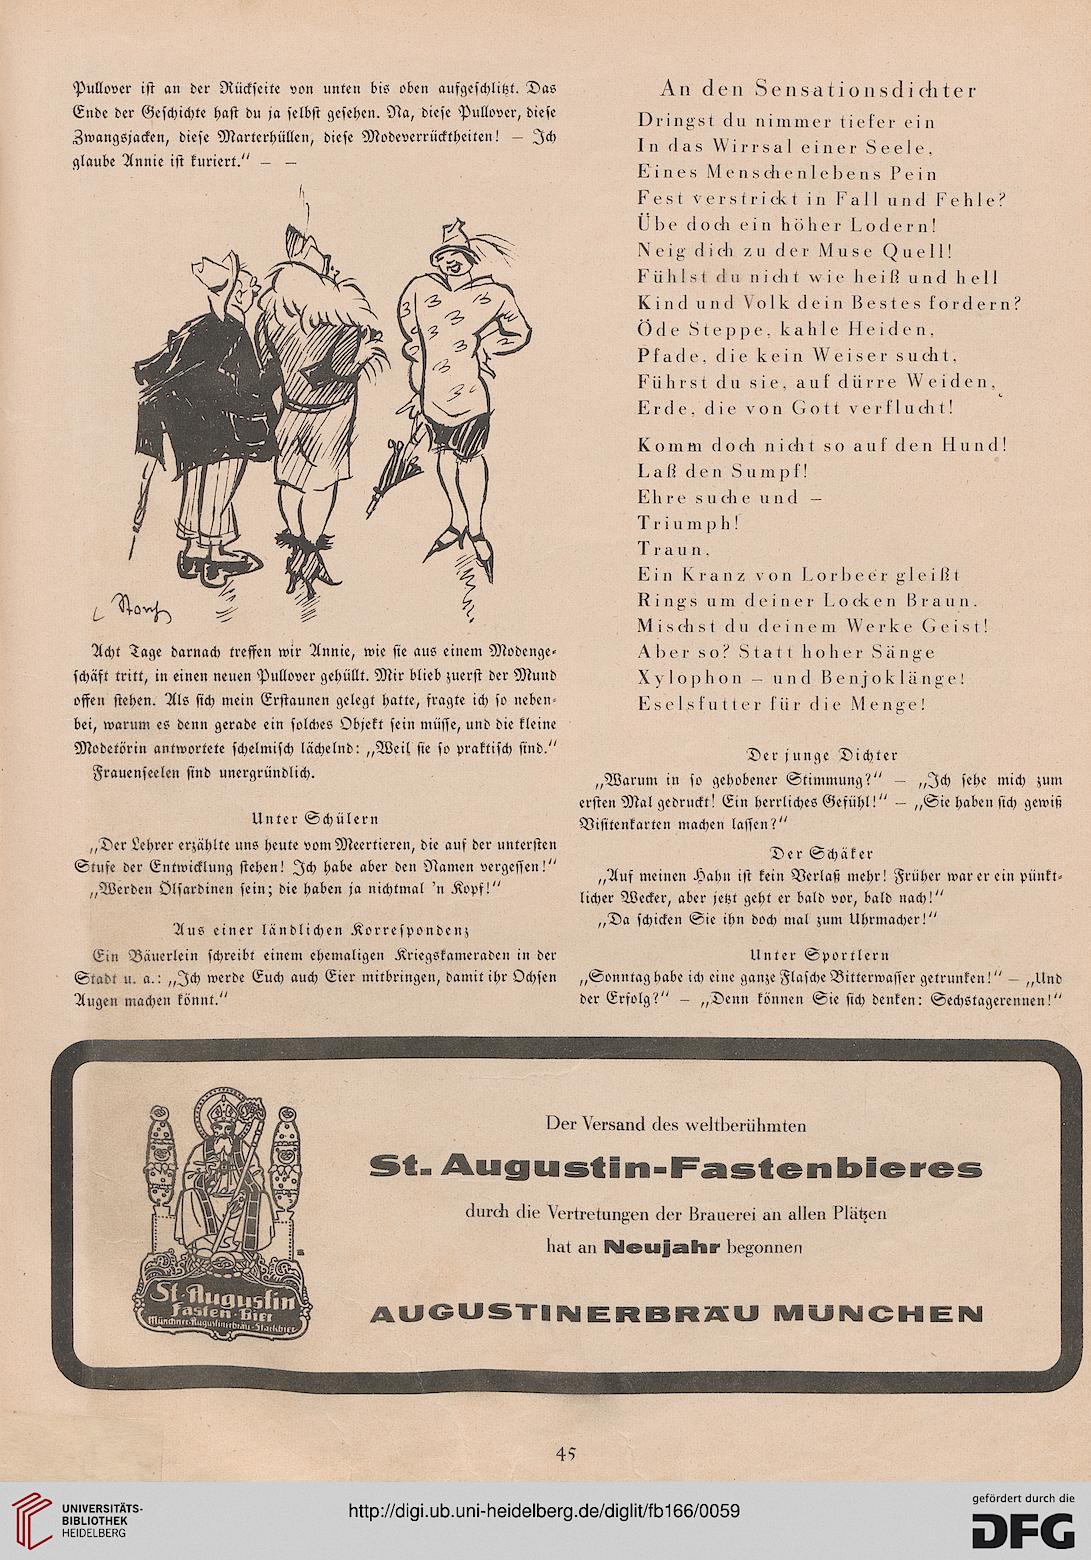 Pullover ist an der Rückseite von unten bis oben aufgeschlitzt. Das
Ende der Geschichte hast du ja selbst gesehen. Na, diese Pullover, diese
Zwangsjacken, diese Marterhüllen, diese Modeverrücktheiten! — Ich
glaube Annie ist kuriert.“ — —
Acht Tage darnach treffen wir Annie, wie sie aus einem Modenge-
schäft tritt, in einen neuen Pullover gehüllt. Mir blieb zuerst der Mund
offen stehen. Als sich mein Erstaunen gelegt hatte, fragte ich so neben-
bei, warum es denn gerade ein solches Objekt sein müsse, und die kleine
Modetörin antwortete schelmisch lächelnd: „Weil sie so praktisch sind.“
Frauenseelen sind unergründlich.
Unter Schülern
„Der Lehrer erzählte uns heute vom Meertieren, die auf der untersten
Stufe der Entwicklung stehen! Ich habe aber den Namen vergessen!“
„Werden Ölsardinen sein; die haben ja nichtmal 'n Kopf!“
Aus einer ländlichen Korrespondenz
Ein Bäuerlein schreibt einem ehemaligen Kriegskameraden in der
Stadt u. a.: „Ich werde Euch auch Eier mitbringen, damit ihr Ochsen
Augen machen könnt.“
An den Sensationsdichter
Dringst du nimmer tiefer ein
In das Wirrsal einer Seele,
Eines Menschenlebens Pein
Fest verstrickt in Fall und Fehle?
Übe doch ein höher Lodern!
Neig dich zu der Muse Quell!
Fühlst du nicht wie heiß und hell
Kind und Volk dein Bestes fordern?
Öde Steppe, kahle Heiden,
Pfade, die kein Weiser sucht,
Führst du sie, auf dürre Weiden,
Erde, die von Gott verflucht!
Komm doch nicht so auf den Hund!
Laß den Sumpf!
Ehre suche und —
Triumph!
Traun,
Ein Kranz von Lorbeer gleißt
Rings um deiner Locken Braun.
Mischst du deinem Werke Geist!
Aber so? Statt hoher Sänge
Xylophon — und Benjoklänge!
Eselsfutter für die Menge!
Der junge Dichter
„Warum in so gehobener Stimmung?“ — „Ich sehe mich zum
ersten Mal gedruckt! Ein herrliches Gefühl!“ — „Sie haben sich gewiß
Visitenkarten machen lassen?“
Der Schäker
„Auf meinen Hahn ist kein Verlaß mehr! Früher war er ein pünkt-
licher Wecker, aber jetzt geht er bald vor, bald nach!“
„Da schicken Sie ihn doch mal zum Uhrmacher!“
Unter Sportlern
„Sonntag habe ich eine ganze Flasche Bitterwasser getrunken!“ — „Und
der Erfolg?“ — „Denn können Sie sich denken: Sechstagerennen!“
St. Augustin
Fasten-Bier
Münchner-Augustinerbräu-Starkbier
Der Versand des weltberühmten
St. Augustin-Fastenbieres
durch die Vertretungen der Brauerei an allen Plätzen
hat an Neujahr begonnen
AUGUSTINERBRÄU MÜNCHEN
45
UNIVERSITÄTS-
BIBLIOTHEK
HEIDELBERG
http://digi.ub.uni-heidelberg.de/diglit/fb166/0059
gefördert durch die
DFG